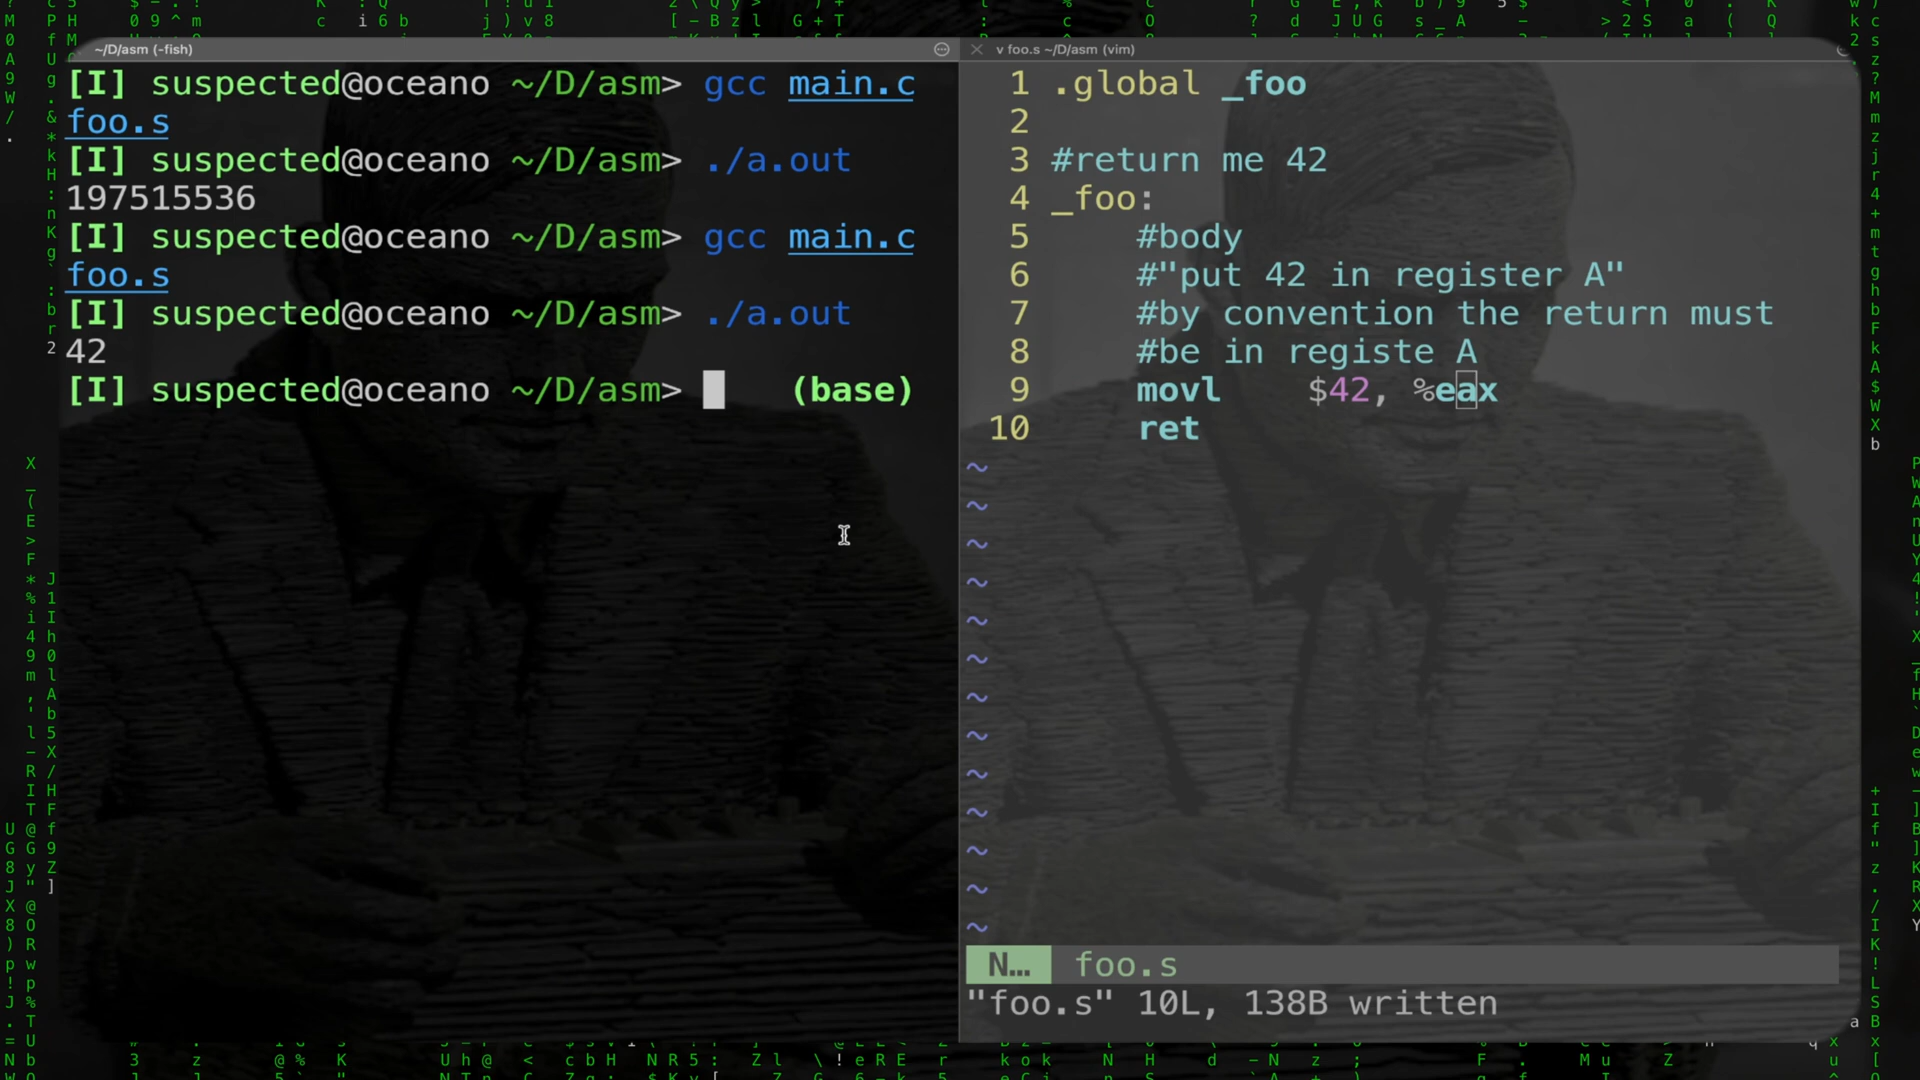 ~/D/asm (-fish)
[I] suspected@oceano ~/D/asm> gcc main.c
foo.s
[I] suspected@oceano ~/D/asm> ./a.out
197515536
[I] suspected@oceano ~/D/asm> gcc main.c
foo.s
[I] suspected@oceano ~/D/asm> ./a.out
42
[I] suspected@oceano ~/D/asm> (base)
v foo.s ~/D/asm (vim)
1 .global _foo
2
3 #return me 42
4 _foo:
5 #body
6 #"put 42 in register A"
7 #by convention the return must
8 #be in registe A
9 movl $42, %eax
10 ret
~
~
~
~
~
~
~
~
~
~
~
~
~
N… foo.s
"foo.s" 10L, 138B written